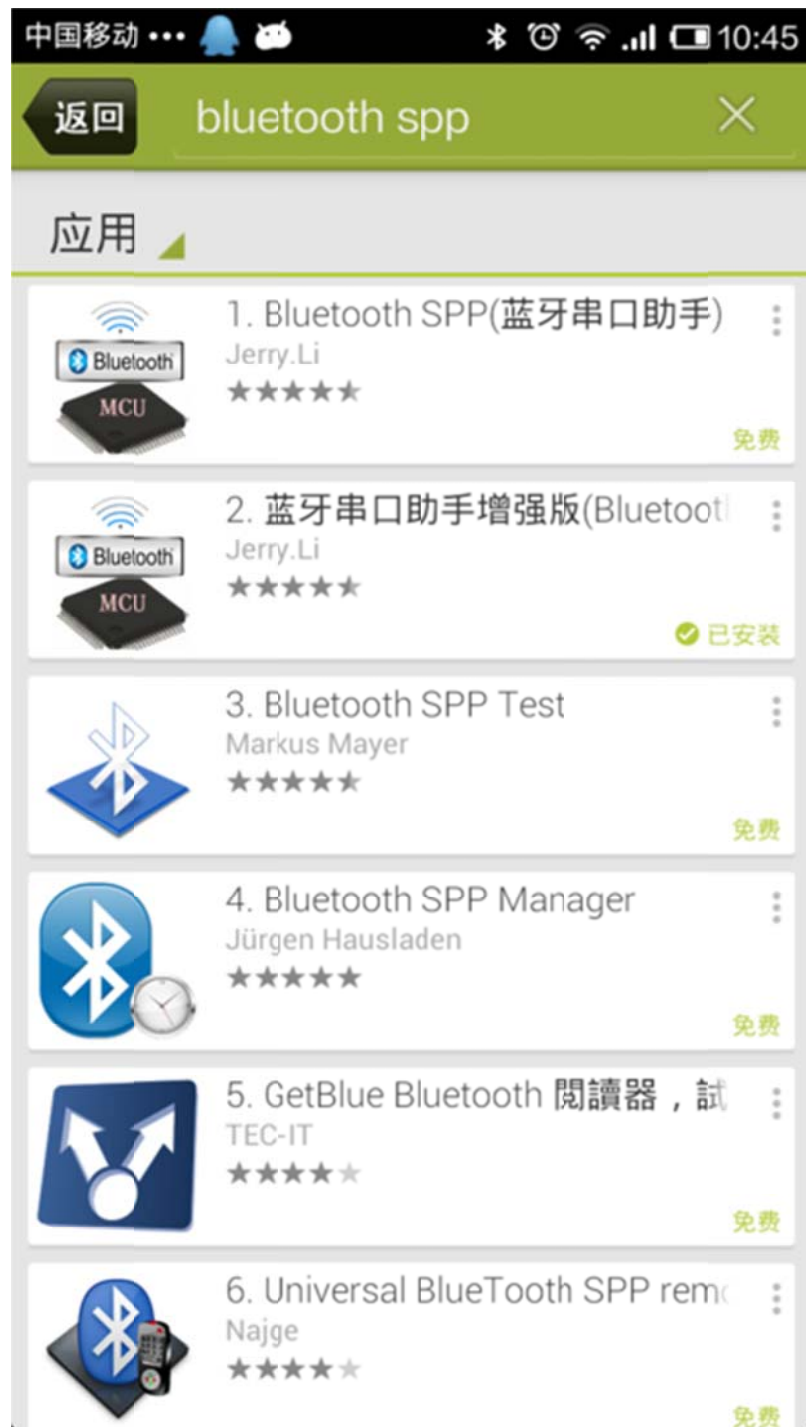 中国移动 ••• 10:45
返回 bluetooth spp
应用
1. Bluetooth SPP(蓝牙串口助手)
Jerry.Li
免费
Bluetooth
MCU
2. 蓝牙串口助手增强版(Bluetoot
Jerry.Li
已安装
Bluetooth
MCU
3. Bluetooth SPP Test
Markus Mayer
免费
4. Bluetooth SPP Manager
Jürgen Hausladen
免费
5. GetBlue Bluetooth 閱讀器，試
TEC-IT
免费
6. Universal BlueTooth SPP rem
Najge
免费